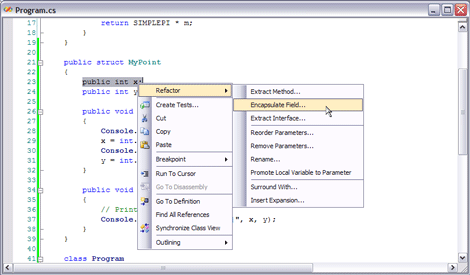 Program.cs
17 return SIMPLEPI * m;
18 }
19 }
20
21 public struct MyPoint
22 {
23 public int x;
24 public int y
25
26 public void
27 {
28 Console.
29 x = int.
30 Console.
31 y = int.
32 }
33
34 public void
35 {
36 // Print
37 Console. ", x, y);
38 }
39 }
40
41 class Program
Refactor
Create Tests...
Cut
Copy
Paste
Breakpoint
Run To Cursor
Go To Disassembly
Go To Definition
Find All References
Synchronize Class View
Outlining
Extract Method...
Encapsulate Field...
Extract Interface...
Reorder Parameters...
Remove Parameters...
Rename...
Promote Local Variable to Parameter
Surround With...
Insert Expansion...